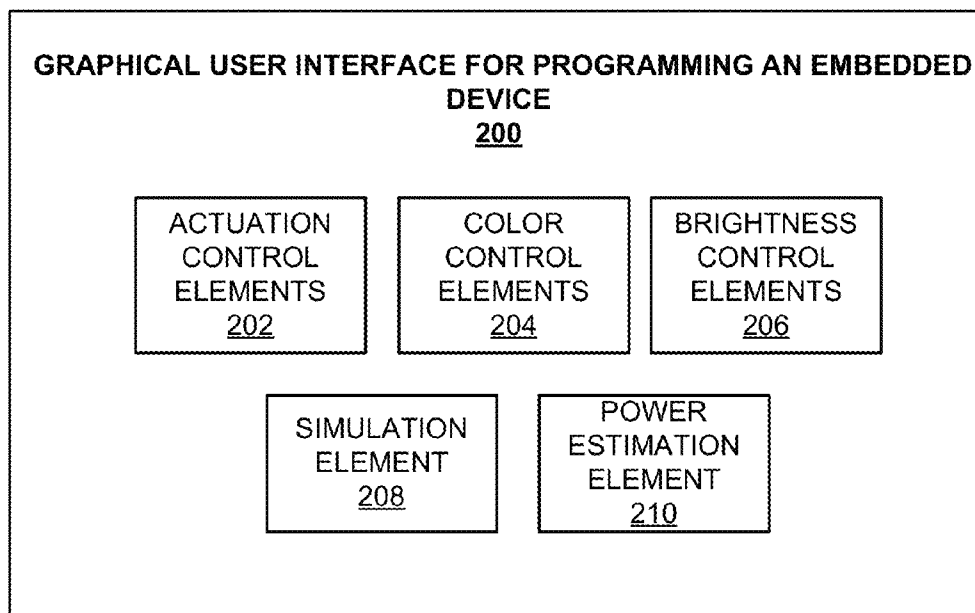 GRAPHICAL USER INTERFACE FOR PROGRAMMING AN EMBEDDED
DEVICE
200
ACTUATION
CONTROL
ELEMENTS
202
COLOR
CONTROL
ELEMENTS
204
BRIGHTNESS
CONTROL
ELEMENTS
206
SIMULATION
ELEMENT
208
POWER
ESTIMATION
ELEMENT
210